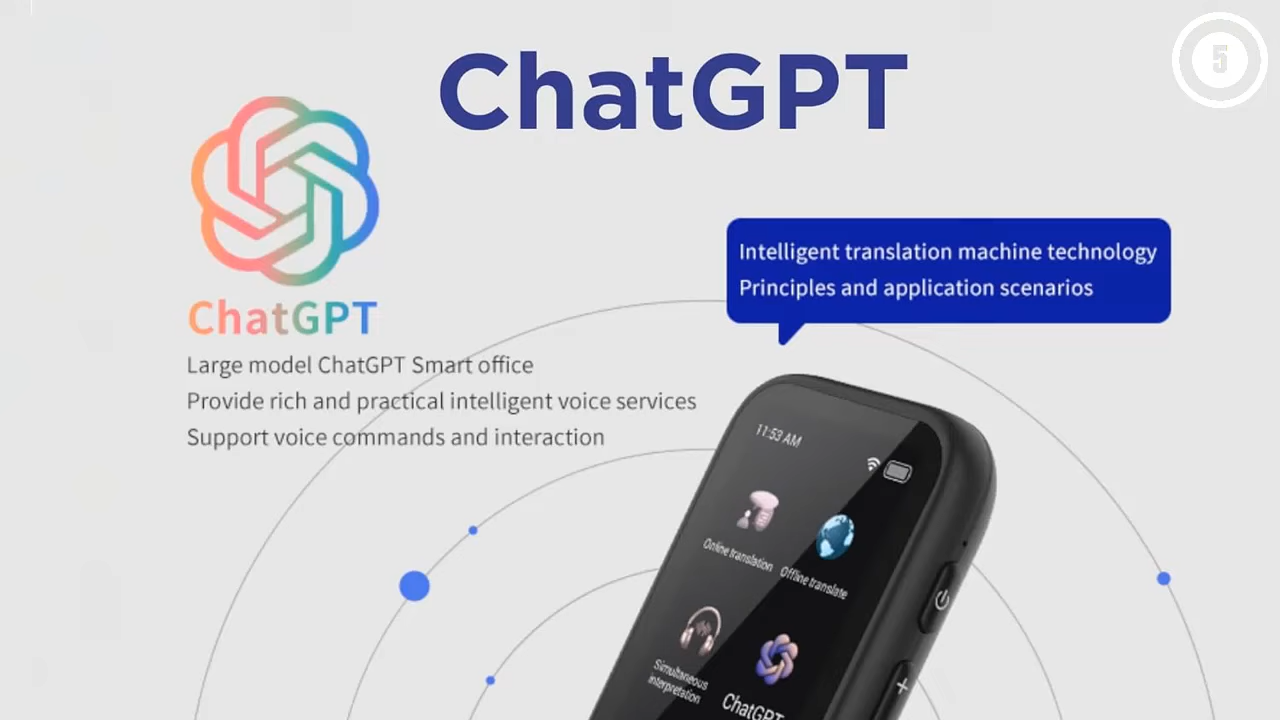 ChatGPT
5
ChatGPT
Large model ChatGPT Smart office
Provide rich and practical intelligent voice services
Support voice commands and interaction
Intelligent translation machine technology
Principles and application scenarios
11:53 AM
Online translation
Offline translate
Simultaneous
interpretation
ChatGPT